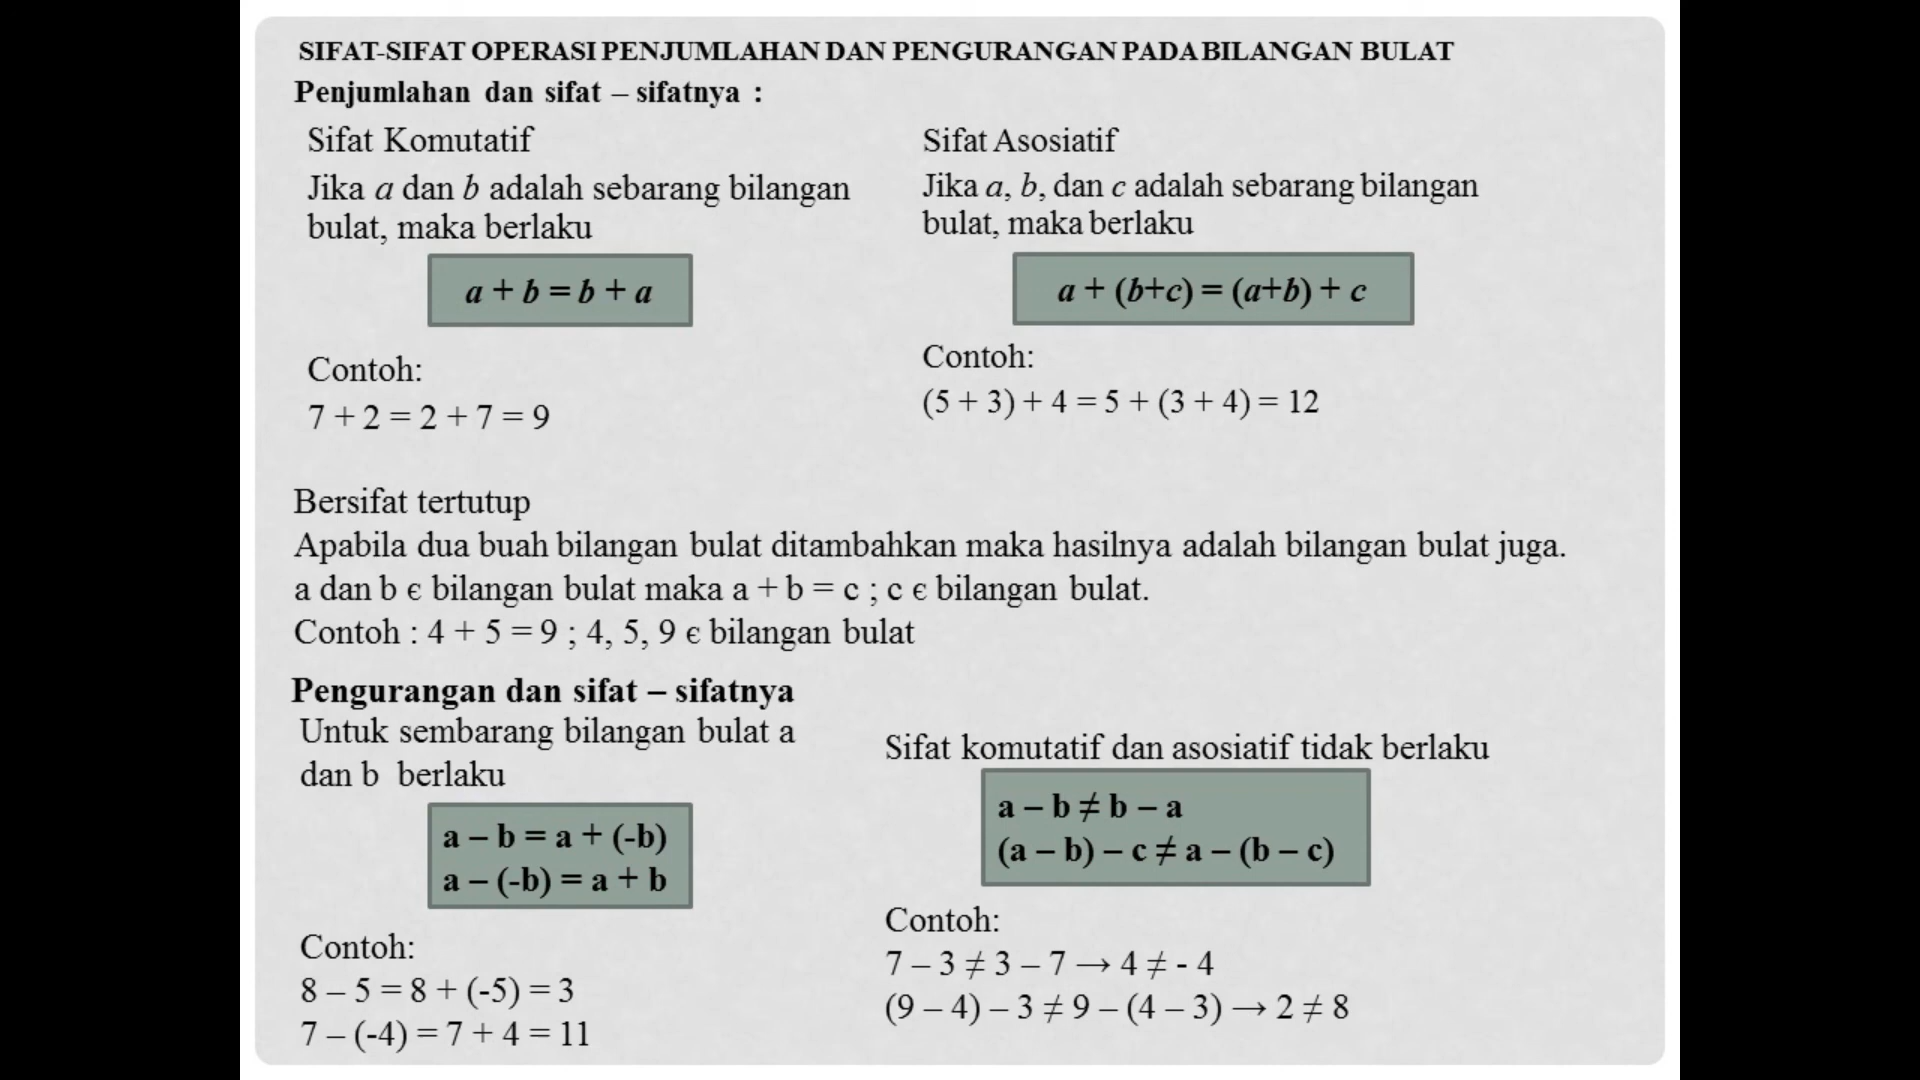 SIFAT-SIFAT OPERASI PENJUMLAHAN DAN PENGURANGAN PADA BILANGAN BULAT
Penjumlahan dan sifat – sifatnya :
Sifat Komutatif
Jika a dan b adalah sebarang bilangan
bulat, maka berlaku
a + b = b + a
Contoh:
7 + 2 = 2 + 7 = 9
Sifat Asosiatif
Jika a, b, dan c adalah sebarang bilangan
bulat, maka berlaku
a + (b+c) = (a+b) + c
Contoh:
(5 + 3) + 4 = 5 + (3 + 4) = 12
Bersifat tertutup
Apabila dua buah bilangan bulat ditambahkan maka hasilnya adalah bilangan bulat juga.
a dan b є bilangan bulat maka a + b = c ; c є bilangan bulat.
Contoh : 4 + 5 = 9 ; 4, 5, 9 є bilangan bulat
Pengurangan dan sifat – sifatnya
Untuk sembarang bilangan bulat a
dan b berlaku
a – b = a + (-b)
a – (-b) = a + b
Contoh:
8 – 5 = 8 + (-5) = 3
7 – (-4) = 7 + 4 = 11
Sifat komutatif dan asosiatif tidak berlaku
a – b ≠ b – a
(a – b) – c ≠ a – (b – c)
Contoh:
7 – 3 ≠ 3 – 7 → 4 ≠ - 4
(9 – 4) – 3 ≠ 9 – (4 – 3) → 2 ≠ 8